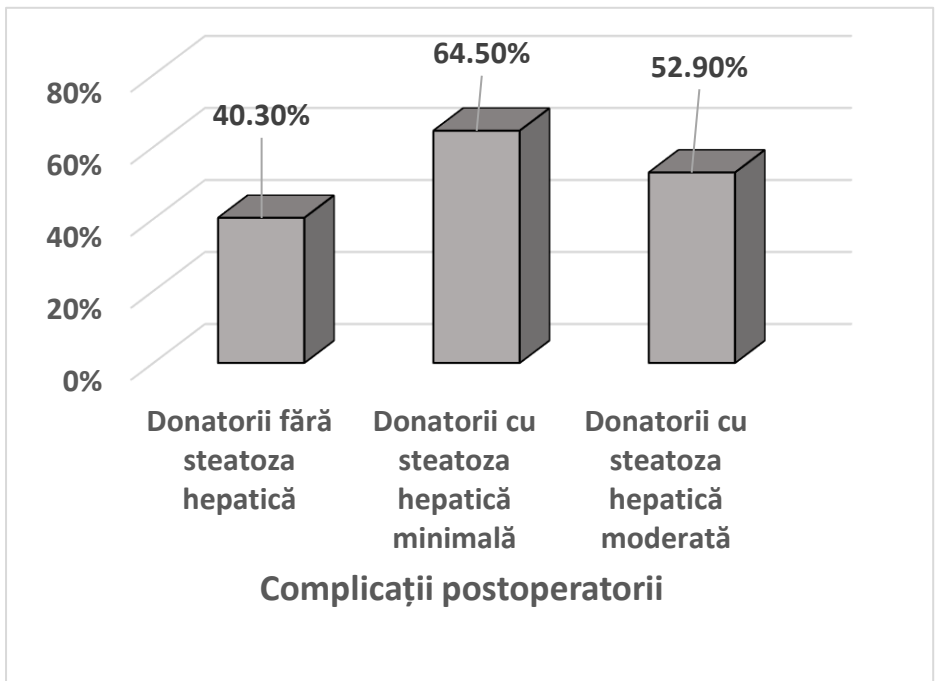 64.50%
52.90%
40.30%
80%
60%
40%
20%
0%
Donatorii fără
steatoza
hepatică
Donatorii cu
steatoza
hepatică
minimală
Donatorii cu
steatoza
hepatică
moderată
Complicații postoperatorii